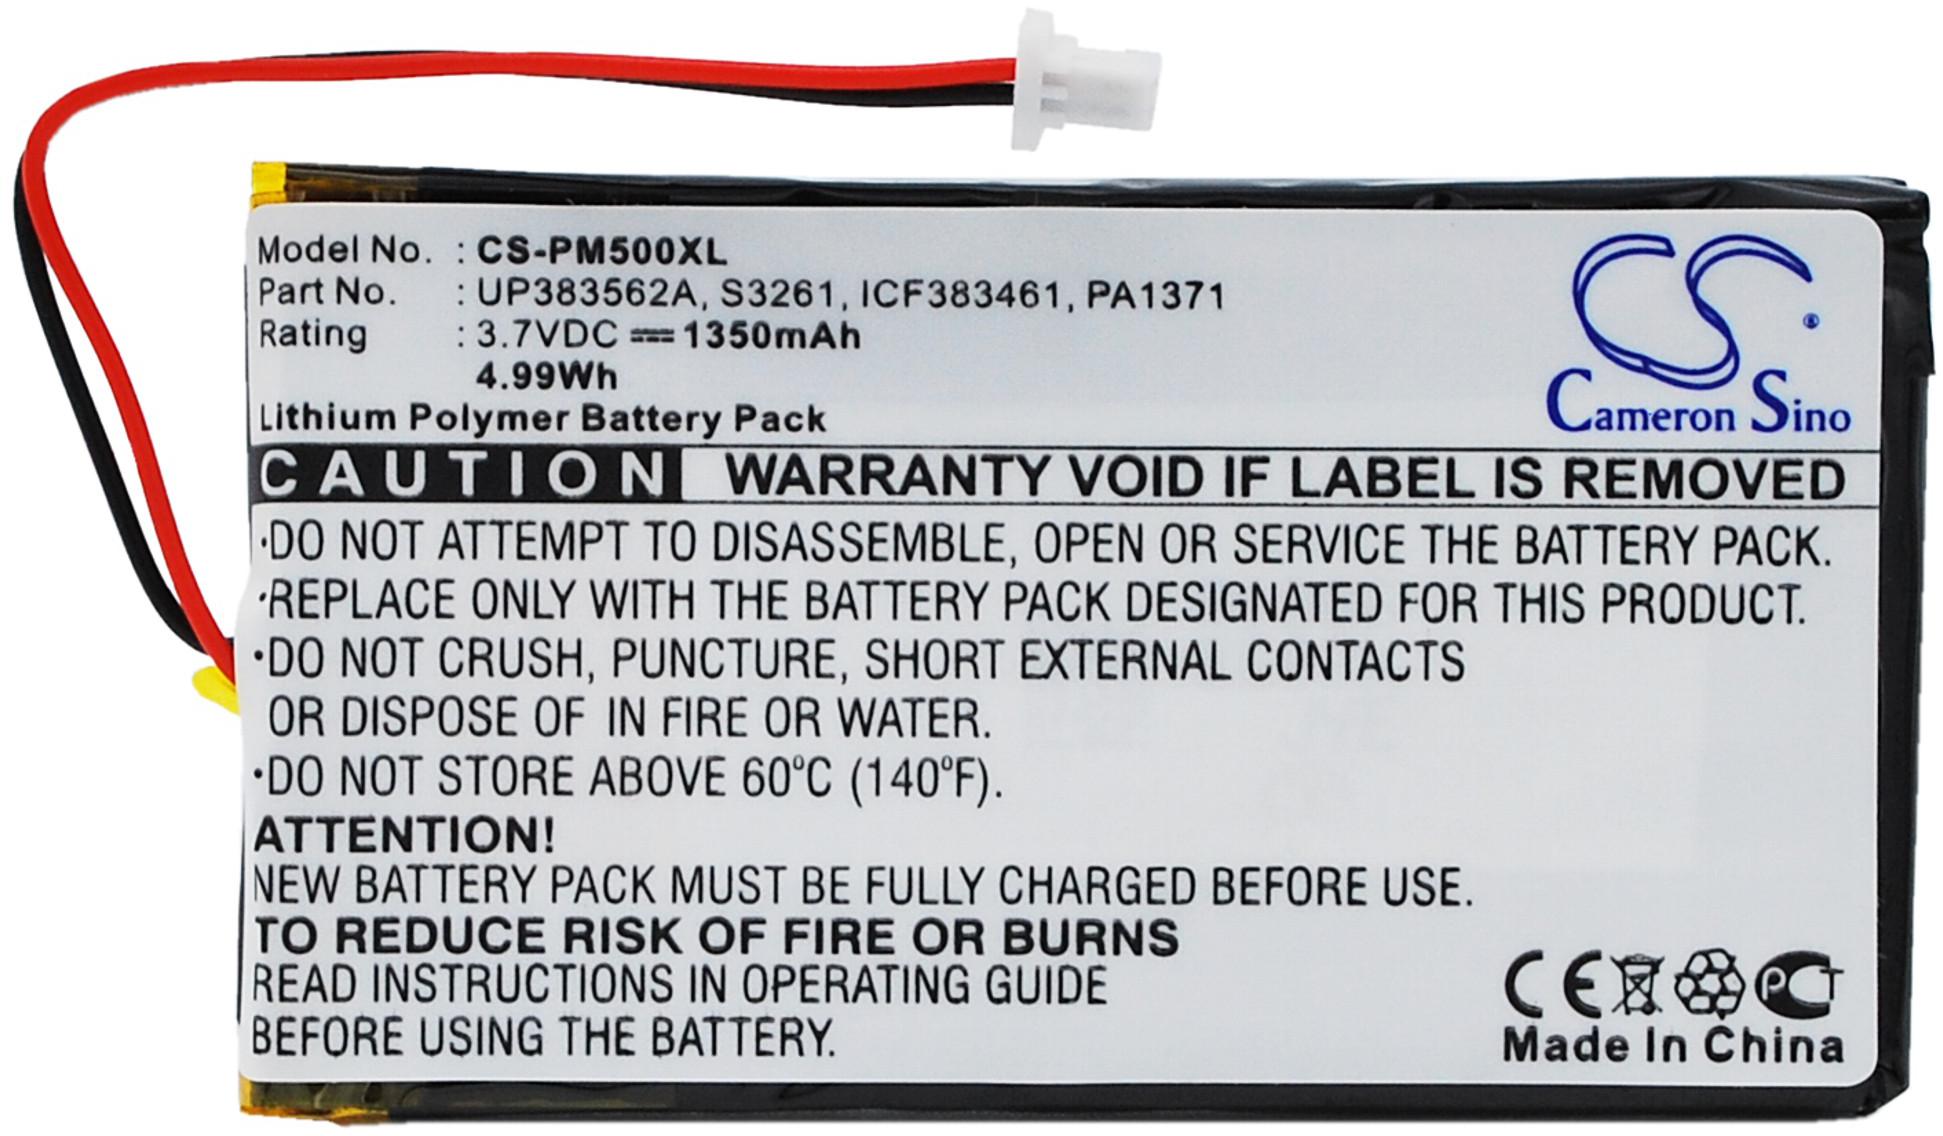 Model No. : CS-PM500XL
Part No. : UP383562A, S3261, ICF383461, PA1371
Rating : 3.7VDC ⎓ 1350mAh
4.99Wh
Lithium Polymer Battery Pack
CS ®
Cameron Sino
CAUTION WARRANTY VOID IF LABEL IS REMOVED
·DO NOT ATTEMPT TO DISASSEMBLE, OPEN OR SERVICE THE BATTERY PACK.
·REPLACE ONLY WITH THE BATTERY PACK DESIGNATED FOR THIS PRODUCT.
·DO NOT CRUSH, PUNCTURE, SHORT EXTERNAL CONTACTS
OR DISPOSE OF IN FIRE OR WATER.
·DO NOT STORE ABOVE 60°C (140°F).
ATTENTION!
NEW BATTERY PACK MUST BE FULLY CHARGED BEFORE USE.
TO REDUCE RISK OF FIRE OR BURNS
READ INSTRUCTIONS IN OPERATING GUIDE
BEFORE USING THE BATTERY.
CE PCT
Made In China